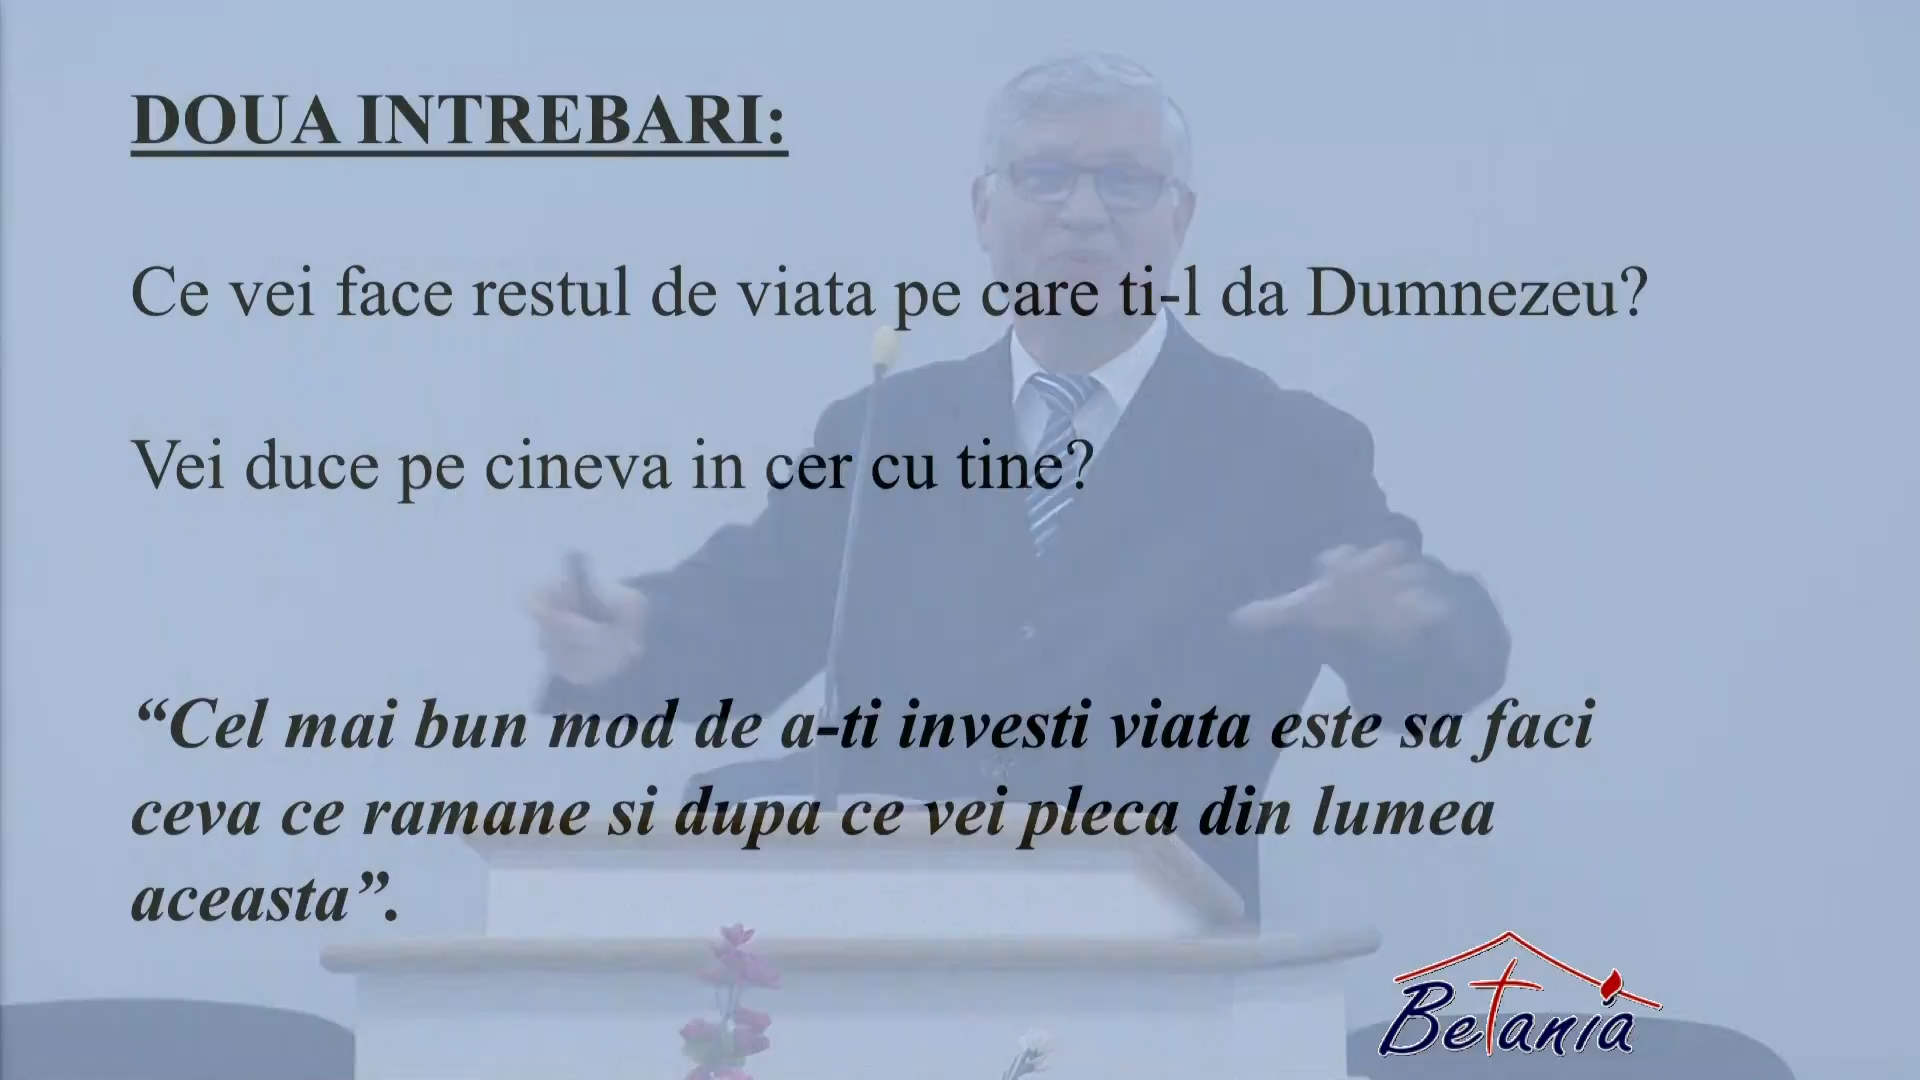 DOUA INTREBARI:
Ce vei face restul de viata pe care ti-l da Dumnezeu?
Vei duce pe cineva in cer cu tine?
“Cel mai bun mod de a-ti investi viata este sa faci
ceva ce ramane si dupa ce vei pleca din lumea
aceasta”.
Betania